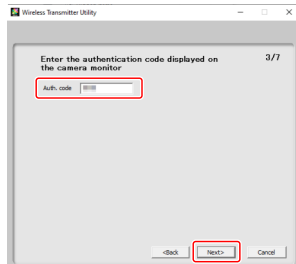 Wireless Transmitter Utility
Enter the authentication code displayed on
the camera monitor
3/7
Auth. code
<Back
Next>
Cancel